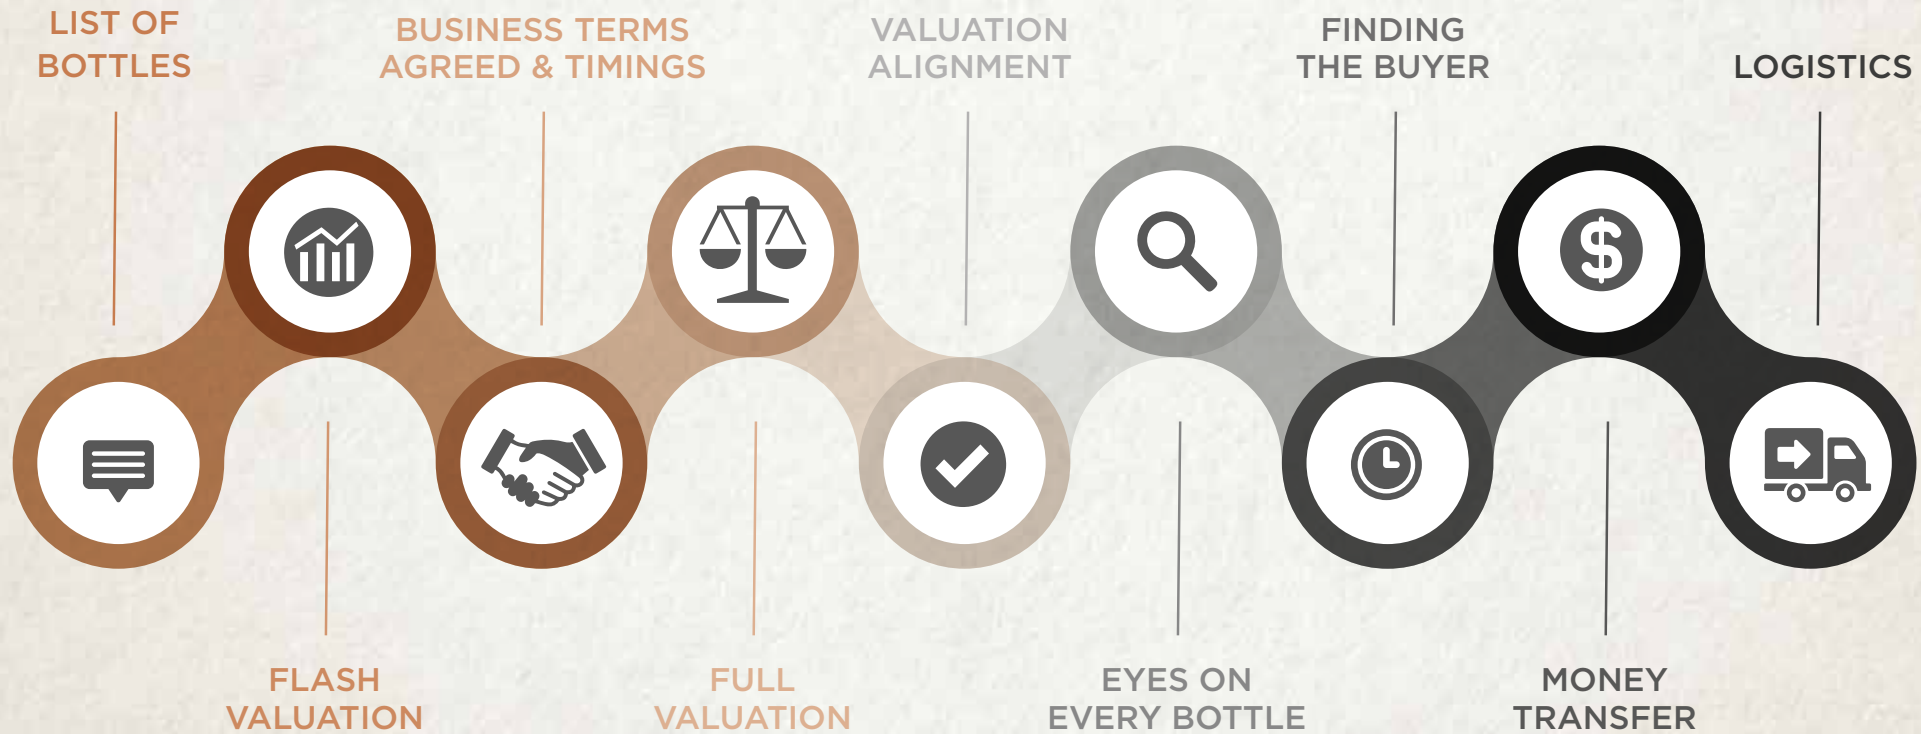 LIST OF
BOTTLES
FLASH
VALUATION
BUSINESS TERMS
AGREED & TIMINGS
FULL
VALUATION
VALUATION
ALIGNMENT
EYES ON
EVERY BOTTLE
FINDING
THE BUYER
MONEY
TRANSFER
LOGISTICS
$